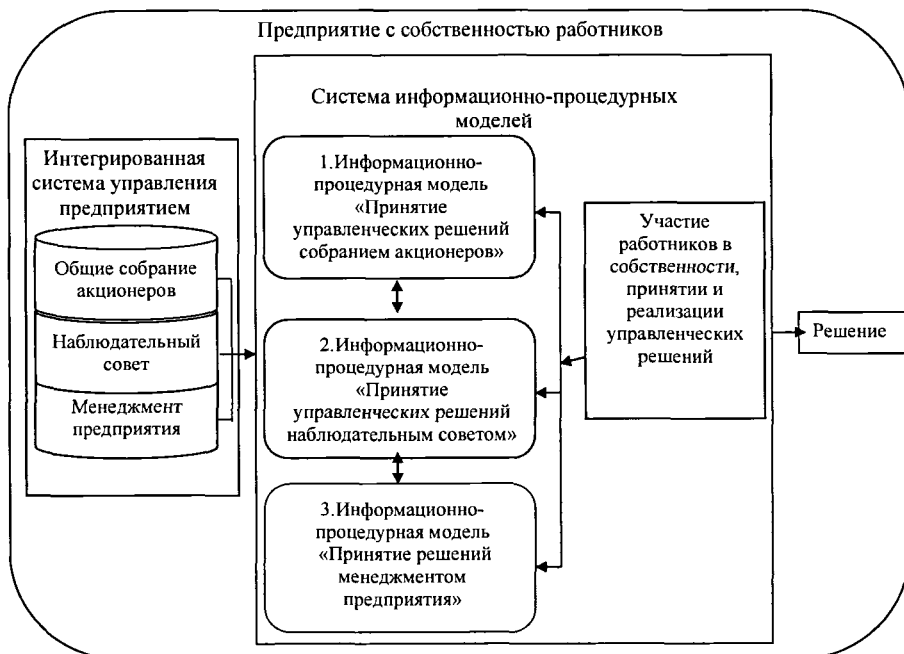 Предприятие с собственностью работников
Система информационно-процедурных
моделей
Интегрированная
система управления
предприятием
Общие собрание
акционеров
Наблюдательный
совет
Менеджмент
предприятия
1.Информационно-
процедурная модель
«Принятие
управленческих решений
собранием акционеров»
2.Информационно-
процедурная модель
«Принятие
управленческих решений
наблюдательным советом»
3.Информационно-
процедурная модель
«Принятие решений
менеджментом
предприятия»
Участие
работников в
собственности,
принятии и
реализации
управленческих
решений
Решение